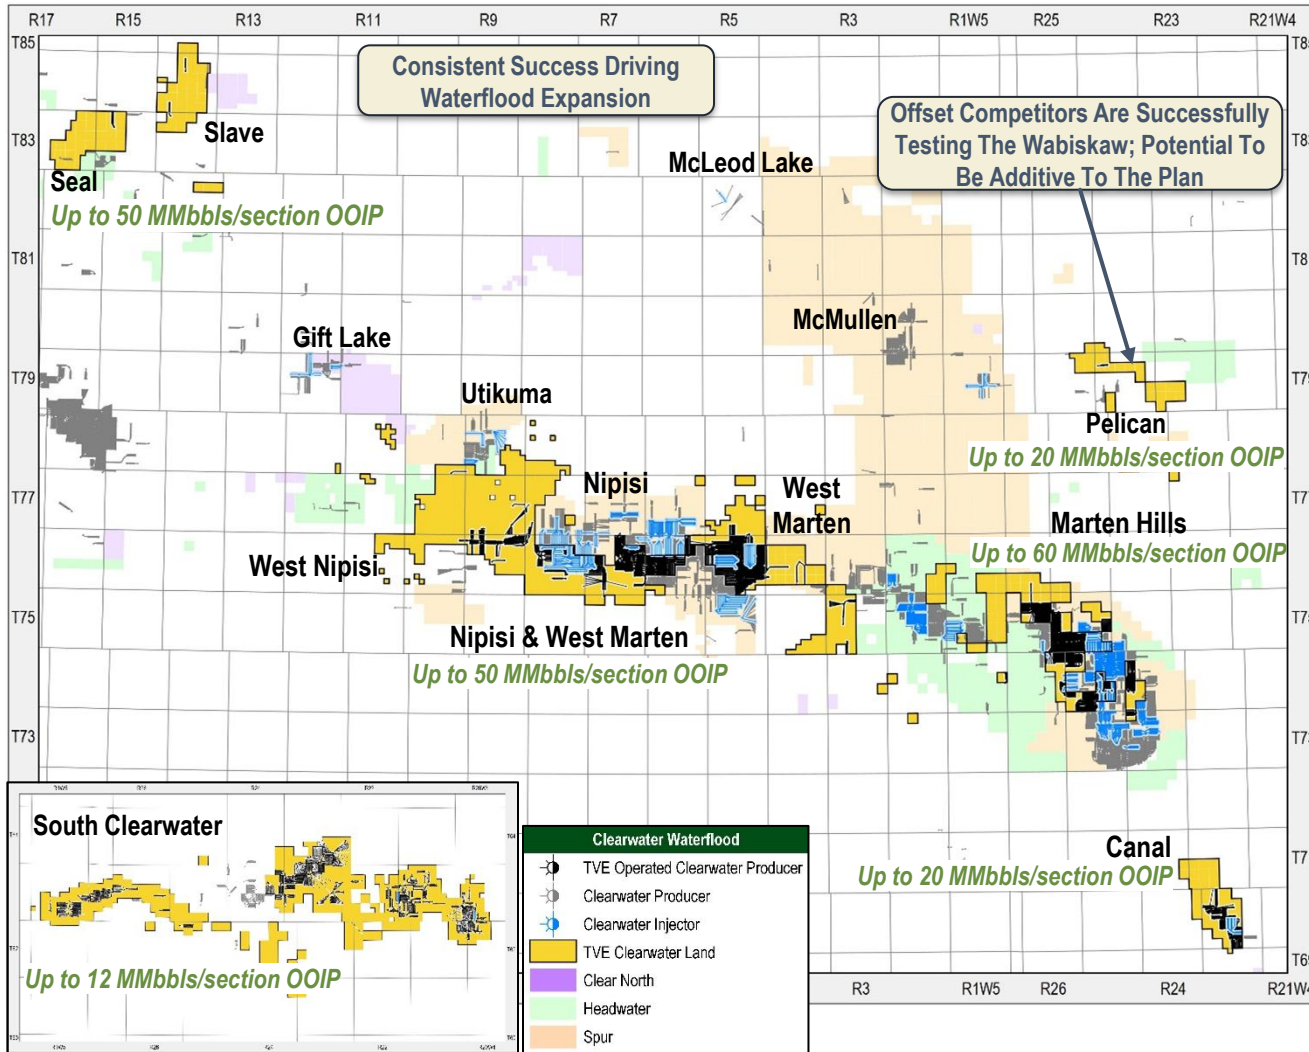 R17 R15 R13 R11 R9 R7 R5 R3 R1W5 R25 R23 R21W4
T85
Consistent Success Driving
Waterflood Expansion
Offset Competitors Are Successfully
Testing The Wabiskaw; Potential To
Be Additive To The Plan
Slave
T83
McLeod Lake
Seal
Up to 50 MMbbls/section OOIP
T81
McMullen
Gift Lake
T79
Utikuma
Pelican
Up to 20 MMbbls/section OOIP
T77
Nipisi
West
Marten
Marten Hills
Up to 60 MMbbls/section OOIP
West Nipisi
T75
Nipisi & West Marten
Up to 50 MMbbls/section OOIP
T73
South Clearwater
Up to 12 MMbbls/section OOIP
Clearwater Waterflood
TVE Operated Clearwater Producer
Clearwater Producer
Clearwater Injector
TVE Clearwater Land
Clear North
Headwater
Spur
Canal
Up to 20 MMbbls/section OOIP
R3 R1W5 R26 R24 R21W4